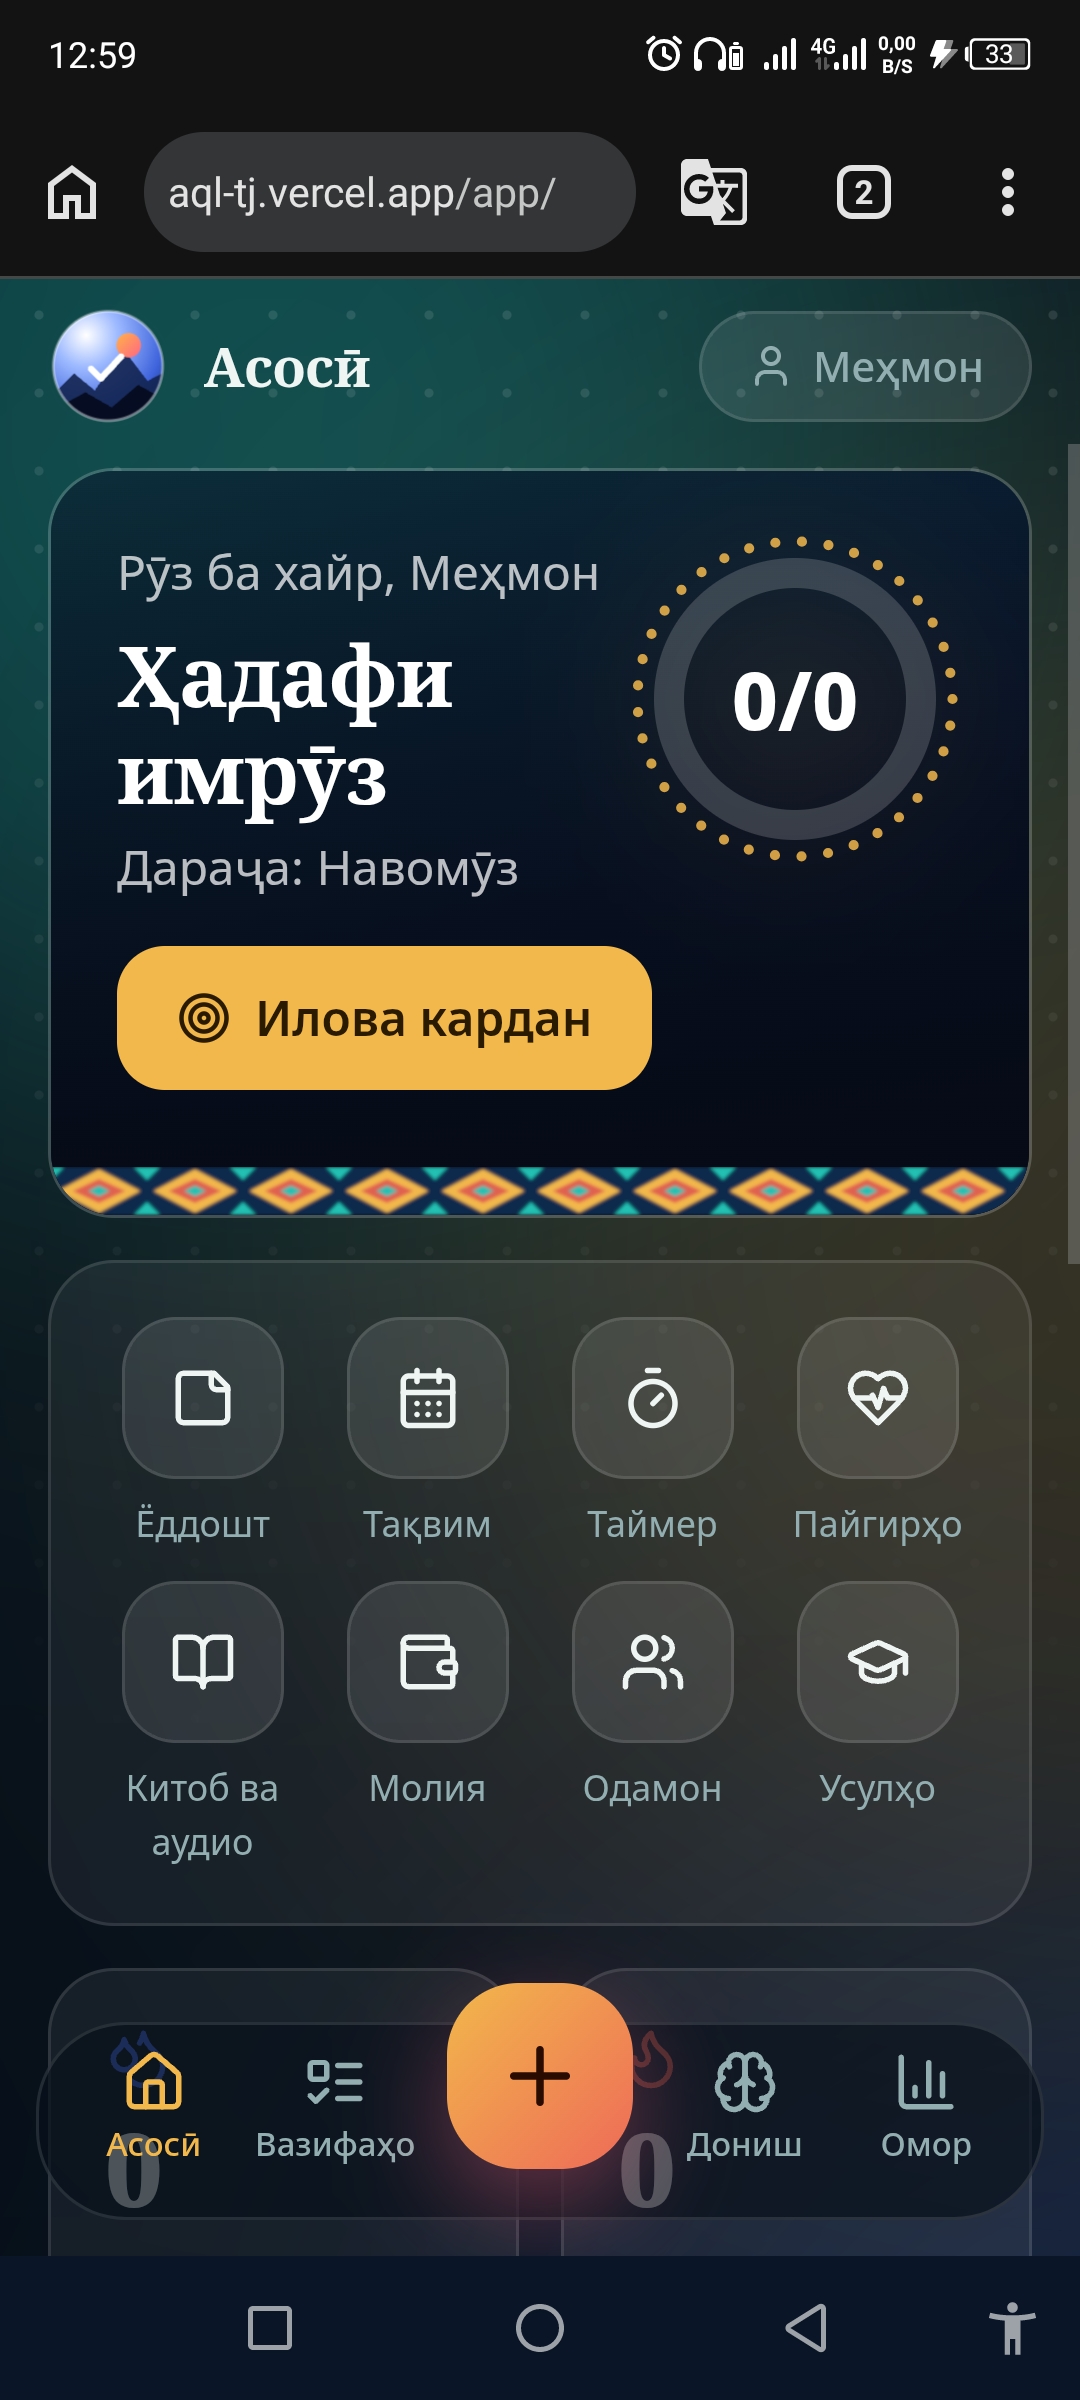 12:59
4G
0,00
B/S
33
aql-tj.vercel.app/app/
2
Асосӣ
Меҳмон
Рӯз ба хайр, Меҳмон
Ҳадафи
имрӯз
0/0
Дараҷа: Навомӯз
Илова кардан
Ёддошт
Тақвим
Таймер
Пайгирҳо
Китоб ва
аудио
Молия
Одамон
Усулҳо
Асосӣ
Вазифаҳо
Дониш
Омор
0
0